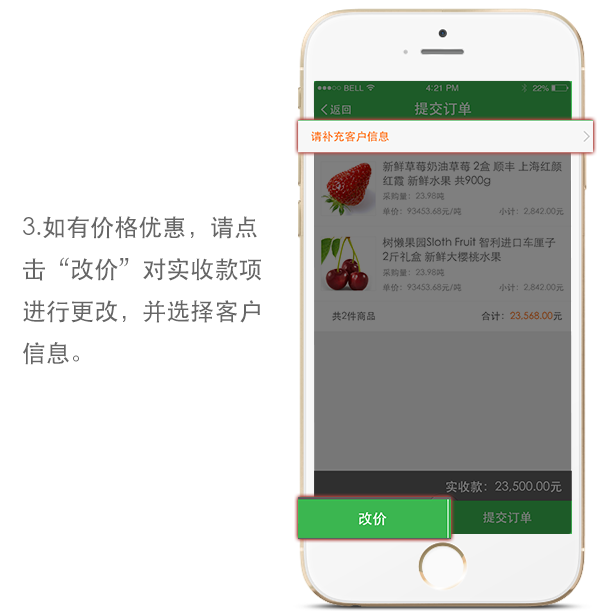 3.如有价格优惠，请点
击“改价”对实收款项
进行更改，并选择客户
信息。
BELL 4:21 PM 22%
返回 提交订单
请补充客户信息
新鲜草莓奶油草莓 2盒 顺丰 上海红颜
红霞 新鲜水果 共900g
采购量：23.98吨
单价：93453.68元/吨 小计：2,842.00元
树懒果园Sloth Fruit 智利进口车厘子
2斤礼盒 新鲜大樱桃水果
采购量：23.98吨
单价：93453.68元/吨 小计：2,842.00元
共2件商品 合计：23,568.00元
实收款：23,500.00元
改价 提交订单